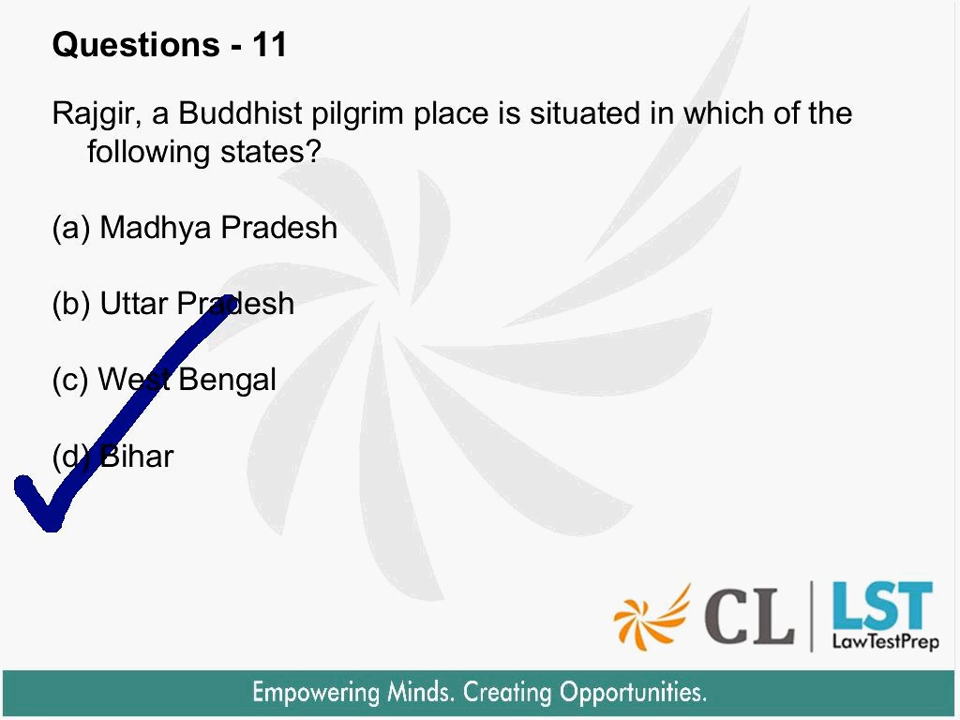 Questions - 11
Rajgir, a Buddhist pilgrim place is situated in which of the
following states?
(a) Madhya Pradesh
(b) Uttar Pradesh
(c) West Bengal
(d) Bihar
CL LST
LawTestPrep
Empowering Minds. Creating Opportunities.